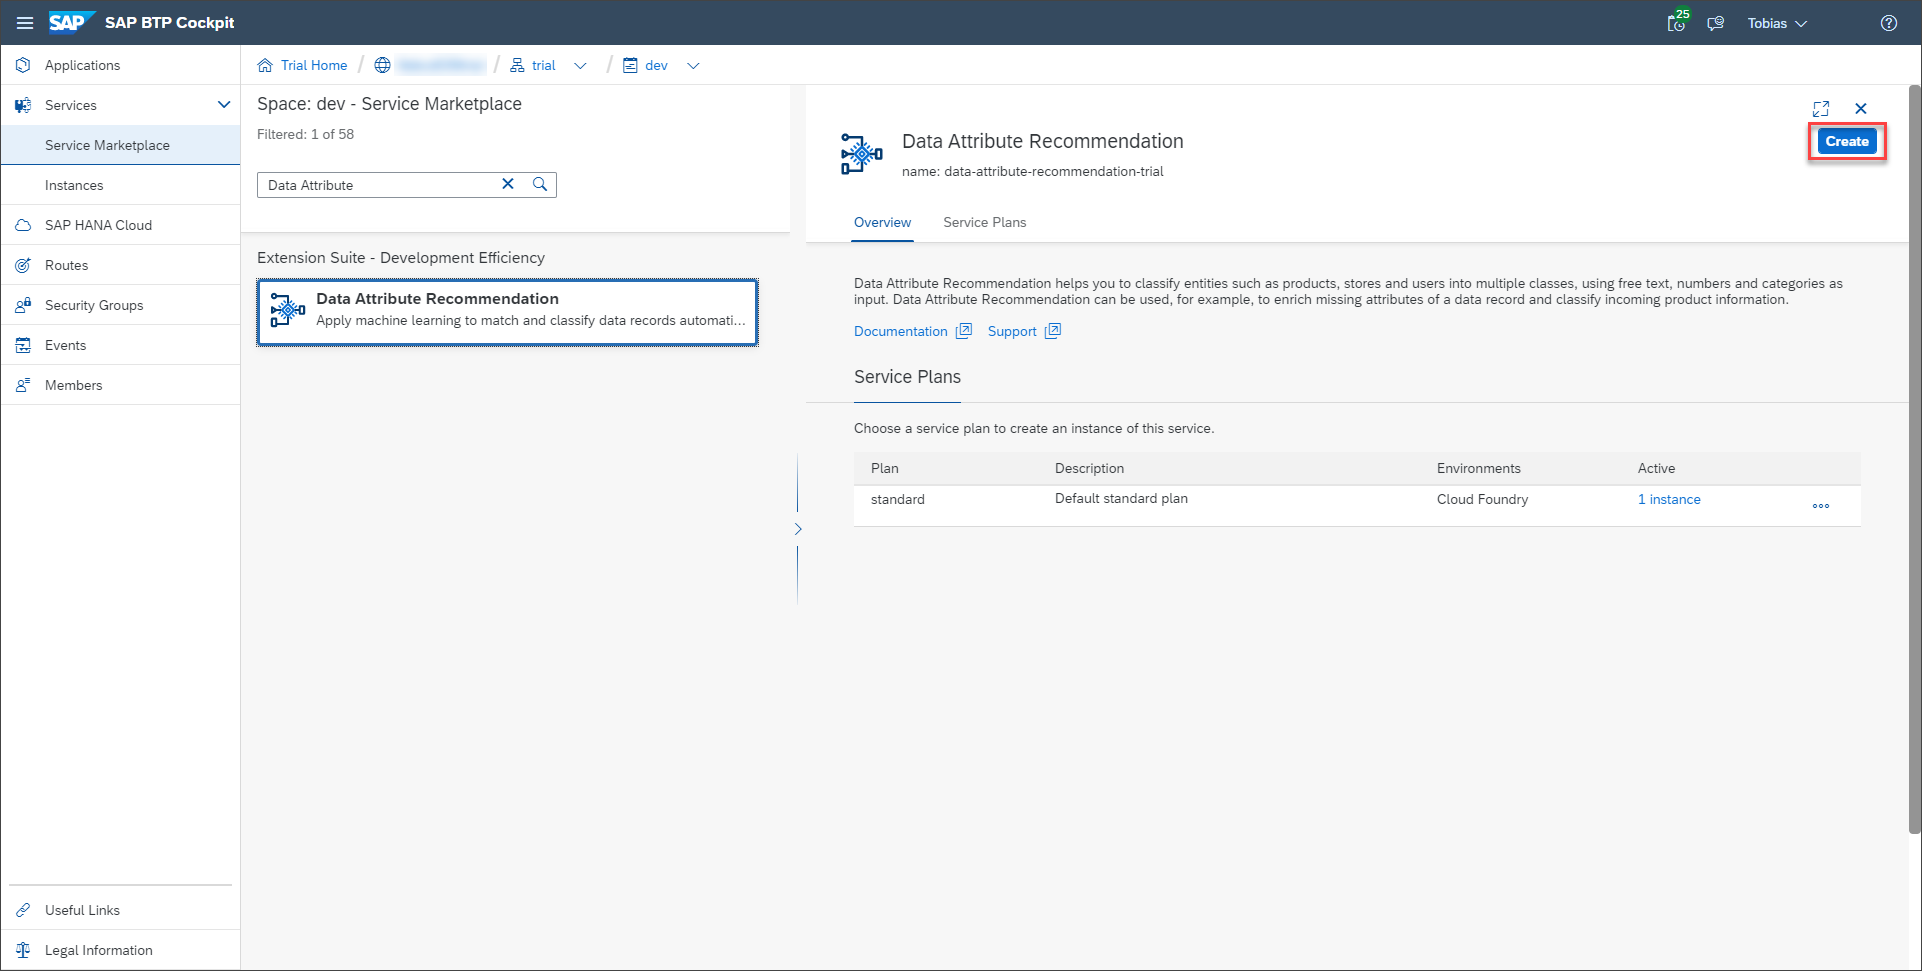 SAP SAP BTP Cockpit
25
Tobias
Applications
Services
Service Marketplace
Instances
SAP HANA Cloud
Routes
Security Groups
Events
Members
Useful Links
Legal Information
Trial Home / / trial / dev
Space: dev - Service Marketplace
Filtered: 1 of 58
Data Attribute
Extension Suite - Development Efficiency
Data Attribute Recommendation
Apply machine learning to match and classify data records automati...
Data Attribute Recommendation
name: data-attribute-recommendation-trial
Create
Overview Service Plans
Data Attribute Recommendation helps you to classify entities such as products, stores and users into multiple classes, using free text, numbers and categories as
input. Data Attribute Recommendation can be used, for example, to enrich missing attributes of a data record and classify incoming product information.
Documentation Support
Service Plans
Choose a service plan to create an instance of this service.
Plan Description Environments Active
standard Default standard plan Cloud Foundry 1 instance